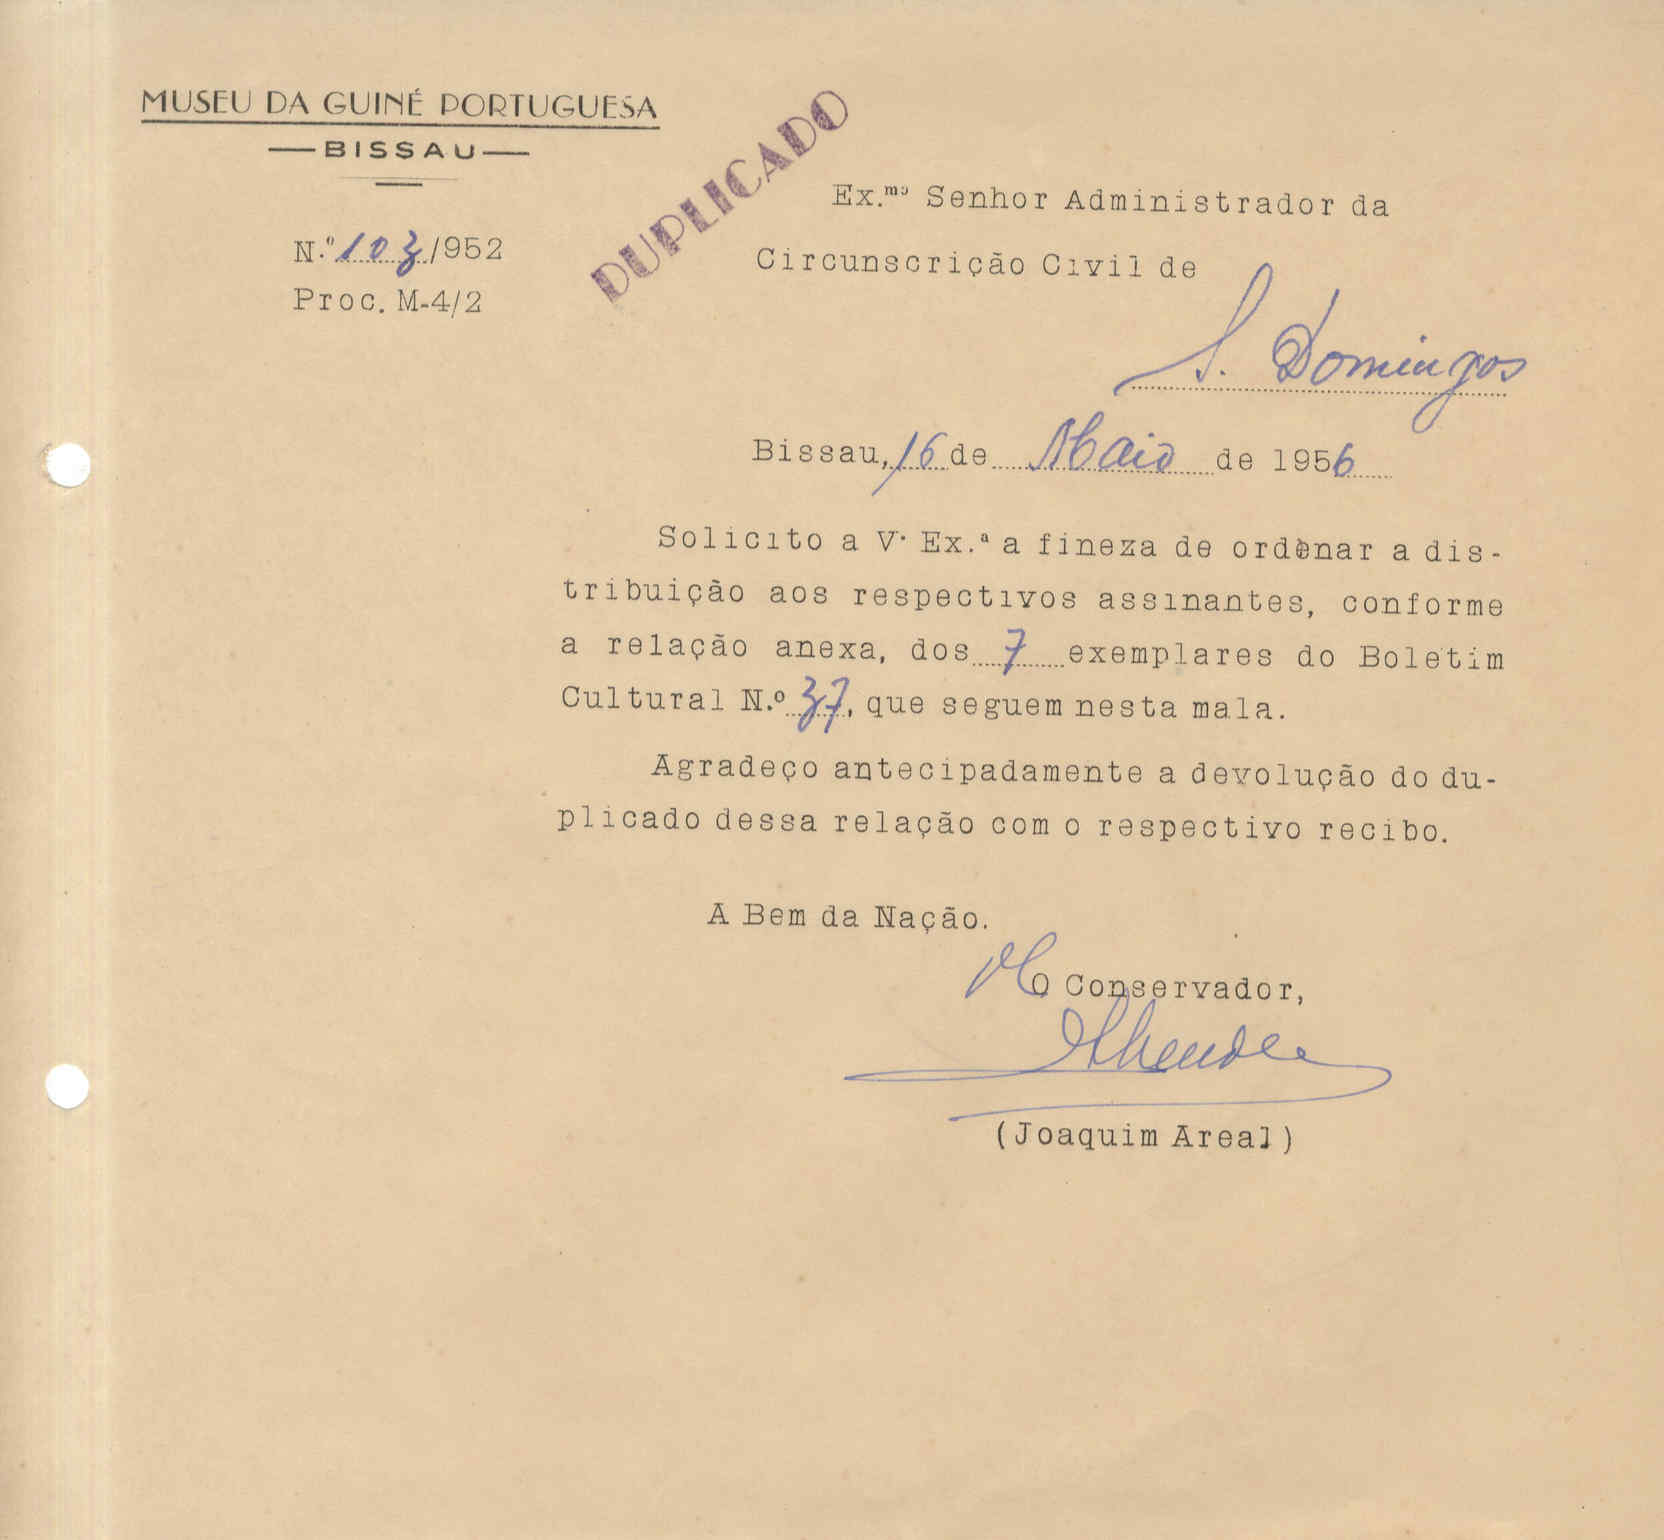 MUSEU DA GUINÉ PORTUGUESA
BISSAU
N.º 103/952
Proc. M-4/2
DUPLICADO
Ex.mo Senhor Administrador da
Circunscrição Civil de
S. Domingos
Bissau, 16 de Maio de 1956
Solicito a V. Ex.ª a fineza de ordenar a dis-
tribuição aos respectivos assinantes, conforme
a relação anexa, dos 7 exemplares do Boletim
Cultural N.º 37, que seguem nesta mala.
Agradeço antecipadamente a devolução do du-
plicado dessa relação com o respectivo recibo.
A Bem da Nação.
O Conservador,
(Joaquim Areal)